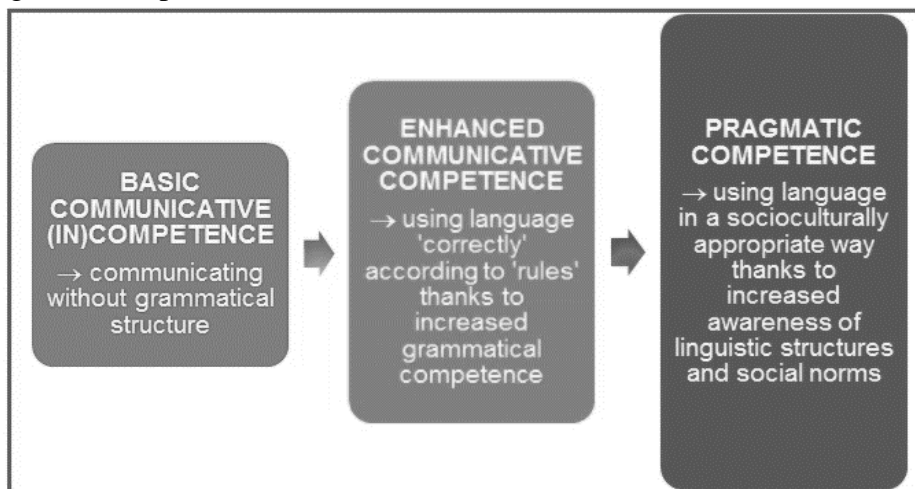 BASIC
COMMUNICATIVE
(IN)COMPETENCE
→ communicating
without grammatical
structure
ENHANCED
COMMUNICATIVE
COMPETENCE
→ using language
'correctly'
according to 'rules'
thanks to
increased
grammatical
competence
PRAGMATIC
COMPETENCE
→ using language
in a socioculturally
appropriate way
thanks to
increased
awareness of
linguistic structures
and social norms